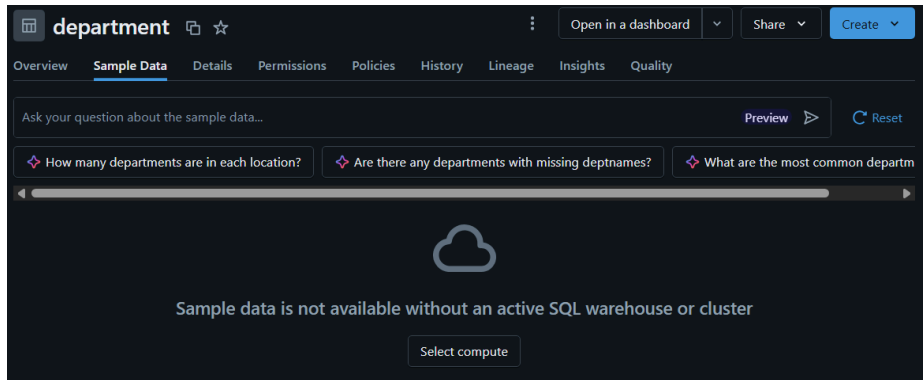 department
Open in a dashboard
Share
Create
Overview Sample Data Details Permissions Policies History Lineage Insights Quality
Ask your question about the sample data... Preview Reset
How many departments are in each location? Are there any departments with missing deptnames? What are the most common departm
Sample data is not available without an active SQL warehouse or cluster
Select compute